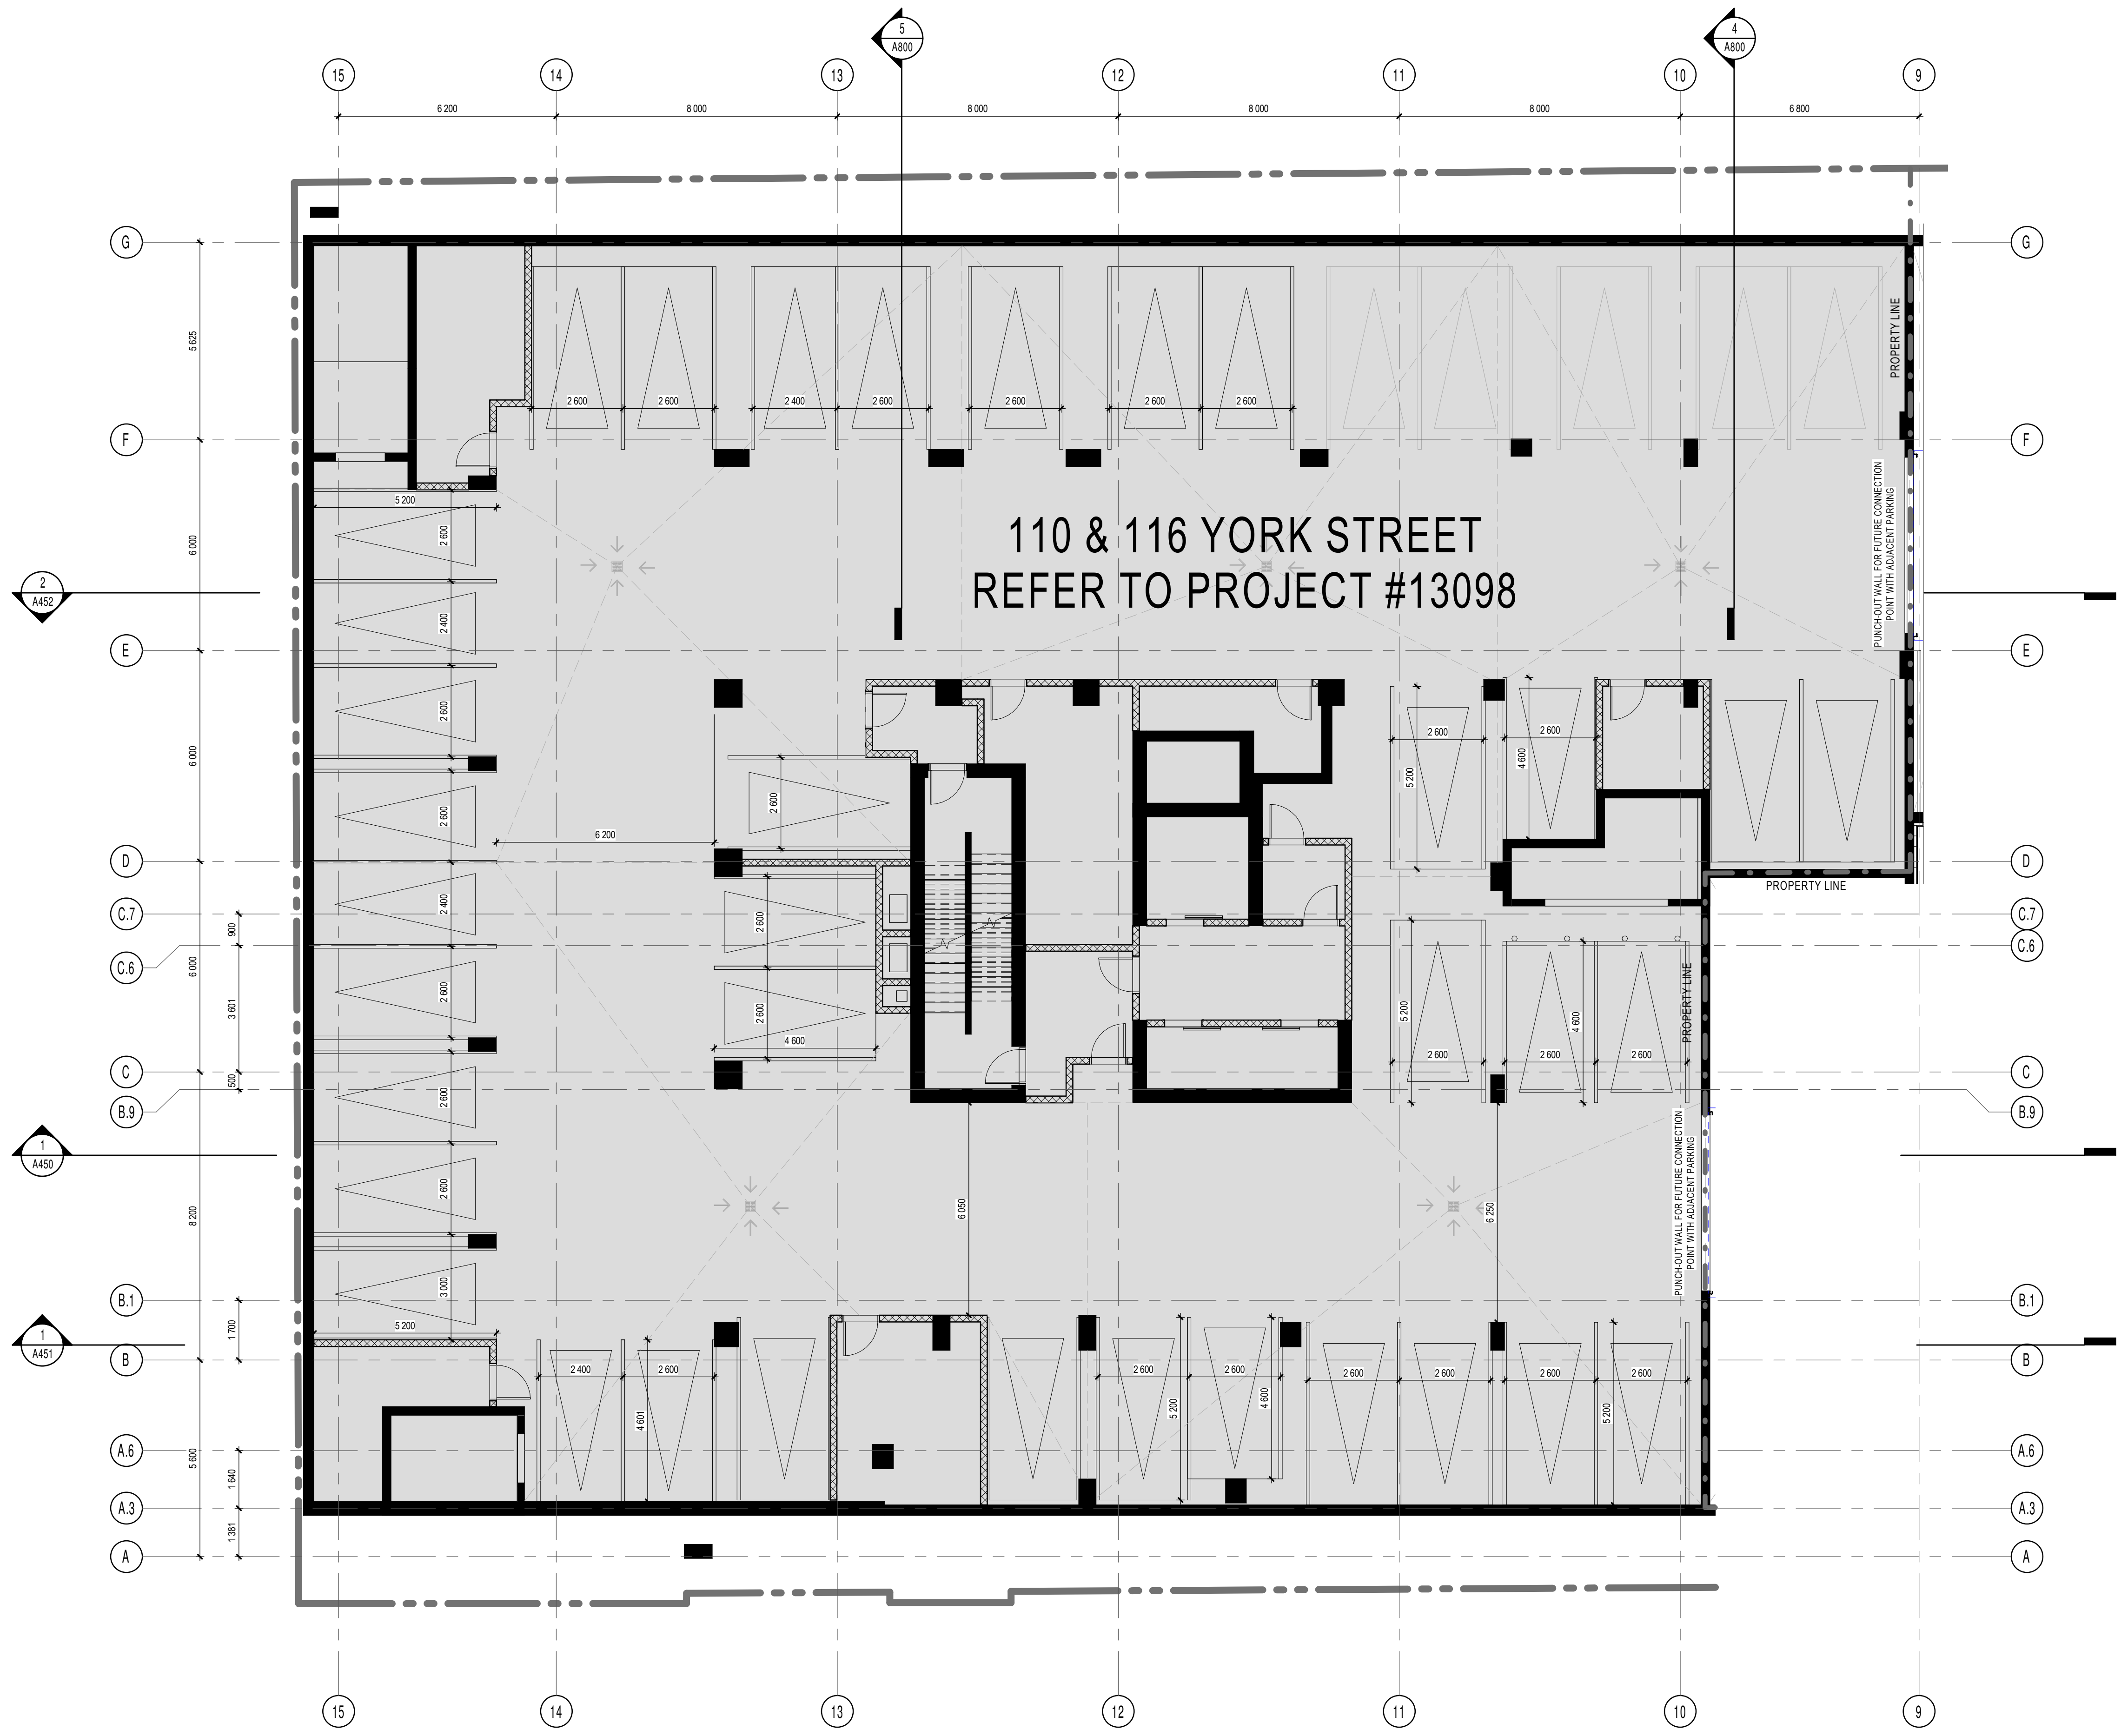 5
A800
4
A800
15
14
13
12
11
10
9
6 200
8 000
8 000
8 000
8 000
6 800
G
G
PROPERTY LINE
5 625
2 600
2 600
2 400
2 600
2 600
2 600
2 600
F
F
5 200
PUNCH-OUT WALL FOR FUTURE CONNECTION
POINT WITH ADJACENT PARKING
110 & 116 YORK STREET
REFER TO PROJECT #13098
2 600
6 000
2
A452
2 400
E
E
2 600
2 600
2 600
5 200
4 600
6 000
2 600
2 600
6 200
D
D
PROPERTY LINE
2 400
C.7
C.7
900
2 600
C.6
C.6
6 000
2 600
3 601
2 600
PROPERTY LINE
5 200
4 600
4 600
2 600
2 600
2 600
C
C
500
2 600
B.9
B.9
1
A450
PUNCH-OUT WALL FOR FUTURE CONNECTION
POINT WITH ADJACENT PARKING
2 600
8 200
6 050
6 250
3 000
B.1
B.1
5 200
1 700
1
A451
B
B
2 400
2 600
2 600
2 600
2 600
2 600
2 600
2 600
4 601
5 200
4 600
5 200
A.6
A.6
5 600
1 640
A.3
A.3
1 381
A
A
15
14
13
12
11
10
9